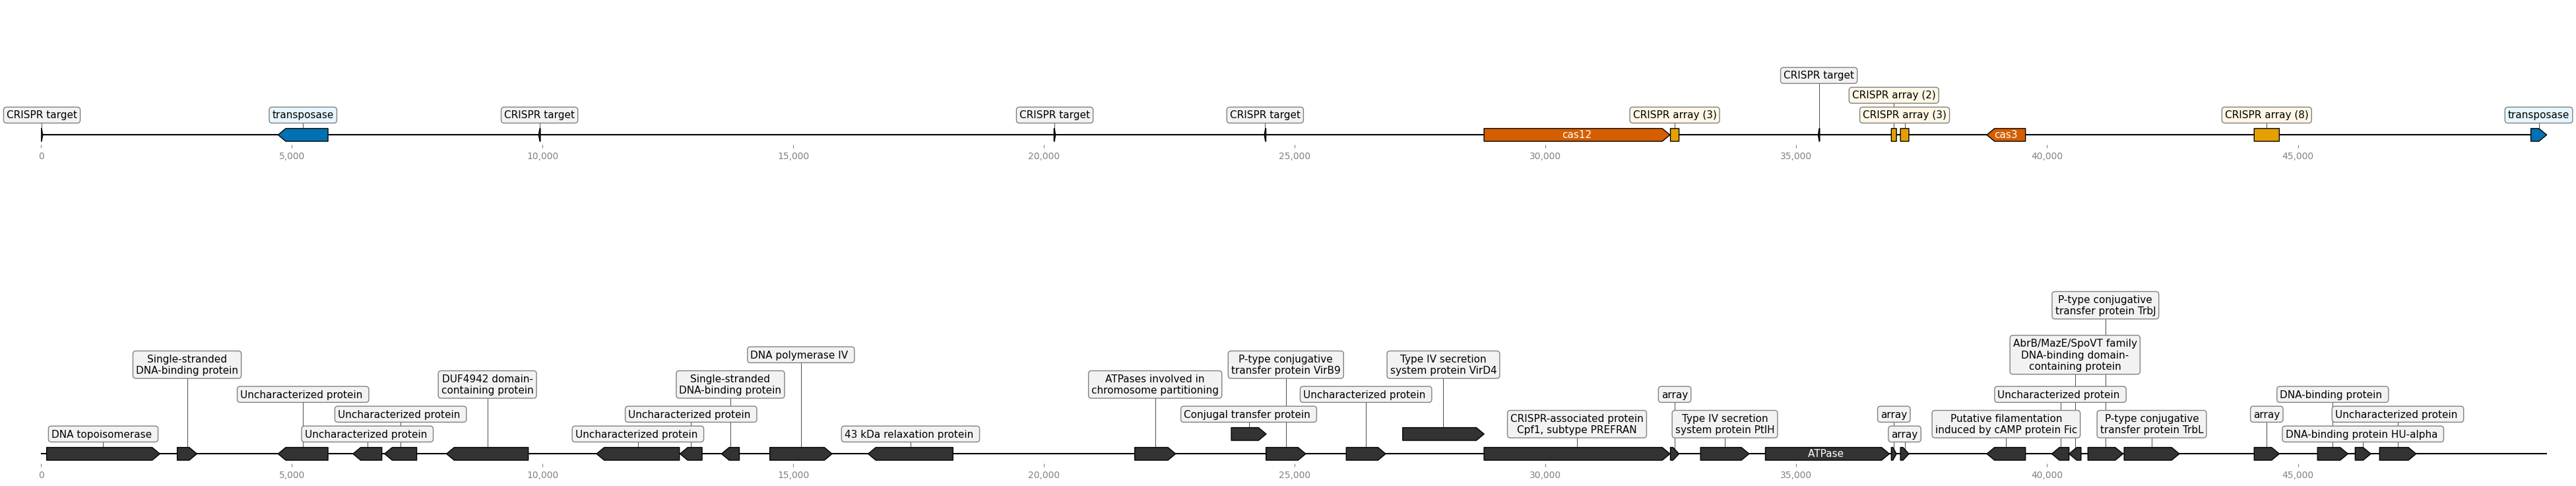 CRISPR target
CRISPR array (2)
CRISPR target
transposase
CRISPR target
CRISPR target
CRISPR target
CRISPR array (3)
CRISPR array (3)
CRISPR array (8)
transposase
cas12
cas3
0
5,000
10,000
15,000
20,000
25,000
30,000
35,000
40,000
45,000
P-type conjugative
transfer protein TrbJ
AbrB/MazE/SpoVT family
DNA-binding domain-
containing protein
Single-stranded
DNA-binding protein
DNA polymerase IV
P-type conjugative
transfer protein VirB9
Type IV secretion
system protein VirD4
Uncharacterized protein
DUF4942 domain-
containing protein
Single-stranded
DNA-binding protein
ATPases involved in
chromosome partitioning
Uncharacterized protein
array
Uncharacterized protein
DNA-binding protein
Uncharacterized protein
Uncharacterized protein
Conjugal transfer protein
array
array
Uncharacterized protein
DNA topoisomerase
Uncharacterized protein
Uncharacterized protein
43 kDa relaxation protein
CRISPR-associated protein
Cpf1, subtype PREFRAN
Type IV secretion
system protein PtlH
array
Putative filamentation
induced by cAMP protein Fic
P-type conjugative
transfer protein TrbL
DNA-binding protein HU-alpha
ATPase
0
5,000
10,000
15,000
20,000
25,000
30,000
35,000
40,000
45,000